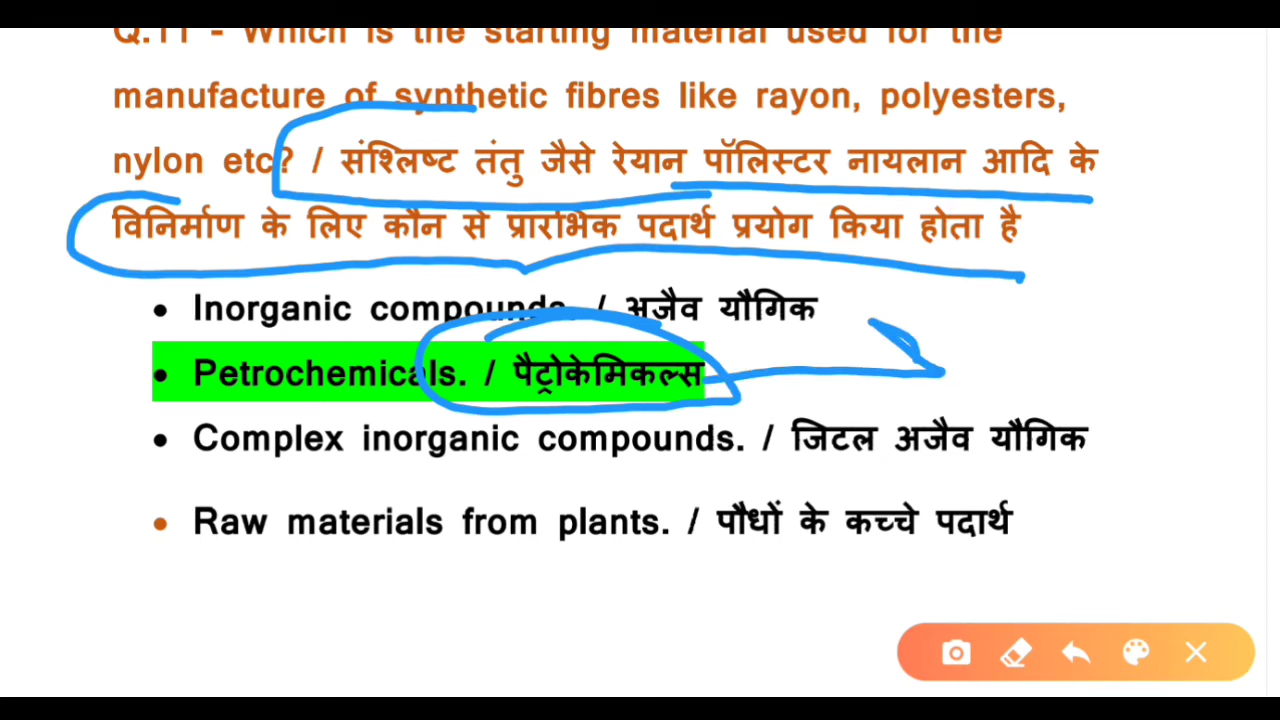 Q.11 - Which is the starting material used for the
manufacture of synthetic fibres like rayon, polyesters,
nylon etc? / संश्लिष्ट तंतु जैसे रेयान पॉलिस्टर नायलान आदि के
विनिर्माण के लिए कौन से प्रारंभिक पदार्थ प्रयोग किया होता है
• Inorganic compounds. / अजैव यौगिक
• Petrochemicals. / पैट्रोकेमिकल्स
• Complex inorganic compounds. / जिटल अजैव यौगिक
• Raw materials from plants. / पौधों के कच्चे पदार्थ